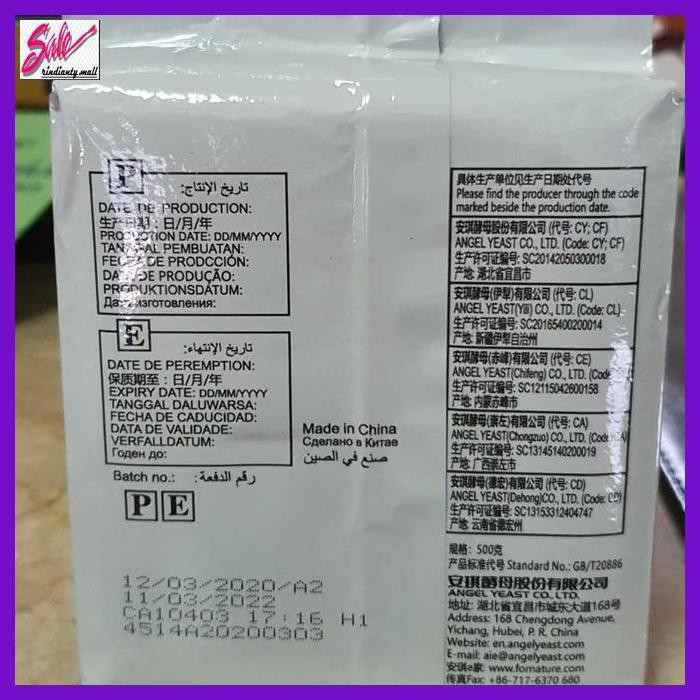 Sale
rindianty mall
P
تاريخ الإنتاج:
DATE DE PRODUCTION:
生产日期：日/月/年
PRODUCTION DATE: DD/MM/YYYY
TANGGAL PEMBUATAN:
FECHA DE PRODCCIÓN:
DATA DE PRODUÇÃO:
PRODUKTIONSDATUM:
Дата изготовления:
E
تاريخ الإنتهاء:
DATE DE PEREMPTION:
保质期至：日/月/年
EXPIRY DATE: DD/MM/YYYY
TANGGAL DALUWARSA:
FECHA DE CADUCIDAD:
DATA DE VALIDADE:
VERFALLDATUM:
Годен до:
Batch no.: رقم الدفعة:
P E
Made in China
Сделано в Китае
صنع في الصين
12/03/2020/A2
11/03/2022
CA10403 17:16 H1
4514A20200303
具体生产单位见生产日期处代号
Please find the producer through the code
marked beside the production date.
安琪酵母股份有限公司 (代号: CY; CF)
ANGEL YEAST CO., LTD. (Code: CY; CF)
生产许可证编号: SC20142050300018
产地: 湖北省宜昌市
安琪酵母(伊犁)有限公司 (代号: CL)
ANGEL YEAST(Yili) CO., LTD. (Code: CL)
生产许可证编号: SC20165400200014
产地: 新疆伊犁自治州
安琪酵母(赤峰)有限公司 (代号: CE)
ANGEL YEAST(Chifeng) CO., LTD. (Code
生产许可证编号: SC12115042600158
产地: 内蒙赤峰市
安琪酵母(崇左)有限公司 (代号: CA)
ANGEL YEAST(Chongzuo) CO., LTD. (Code: CA)
生产许可证编号: SC13145140200019
产地: 广西崇左市
安琪酵母(德宏)有限公司 (代号: CD)
ANGEL YEAST(Dehong)CO., LTD. (Code: CD)
生产许可证编号: SC13153312404747
产地: 云南省德宏州
规格: 500克
产品标准代号 Standard No.: GB/T20886
安琪酵母股份有限公司
ANGEL YEAST CO., LTD.
地址: 湖北省宜昌市城东大道168号
Address: 168 Chengdong Avenue,
Yichang, Hubei, P. R. China
Website: en.angelyeast.com
E-mail: aie@angelyeast.com
安琪e家: www.fomature.com
传真Fax: +86-717-6370 680